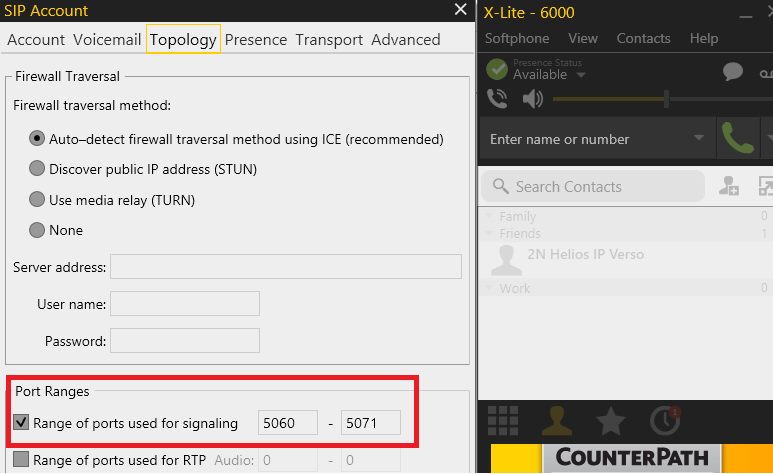 SIP Account
Account Voicemail Topology Presence Transport Advanced
Firewall Traversal
Firewall traversal method:
Auto–detect firewall traversal method using ICE (recommended)
Discover public IP address (STUN)
Use media relay (TURN)
None
Server address:
User name:
Password:
Port Ranges
Range of ports used for signaling 5060 - 5071
Range of ports used for RTP Audio: 0 - 0
X-Lite - 6000
Softphone View Contacts Help
Presence Status
Available
Enter name or number
Search Contacts
Family 0
Friends 1
2N Helios IP Verso
Work 0
1
COUNTERPATH